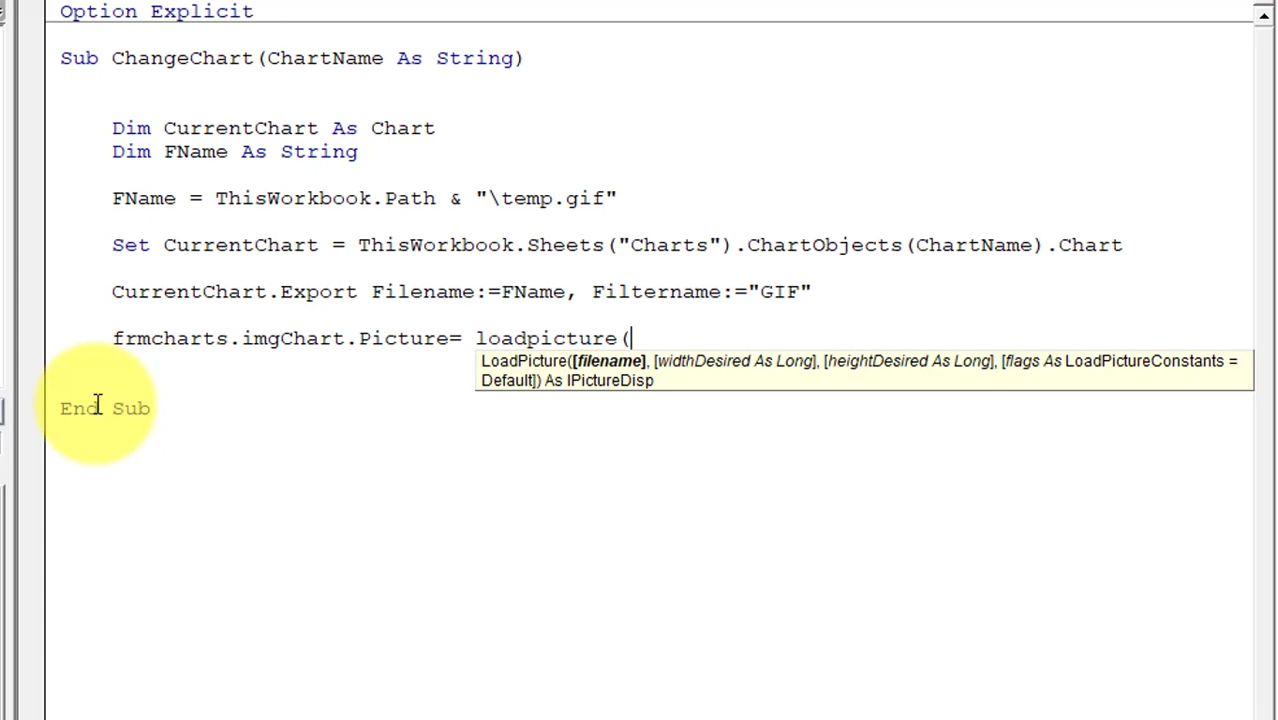 Option Explicit
Sub ChangeChart(ChartName As String)
Dim CurrentChart As Chart
Dim FName As String
FName = ThisWorkbook.Path & "\temp.gif"
Set CurrentChart = ThisWorkbook.Sheets("Charts").ChartObjects(ChartName).Chart
CurrentChart.Export Filename:=FName, Filtername:="GIF"
frmcharts.imgChart.Picture= loadpicture(
LoadPicture([filename], [widthDesired As Long], [heightDesired As Long], [flags As LoadPictureConstants =
Default]) As IPictureDisp
End Sub